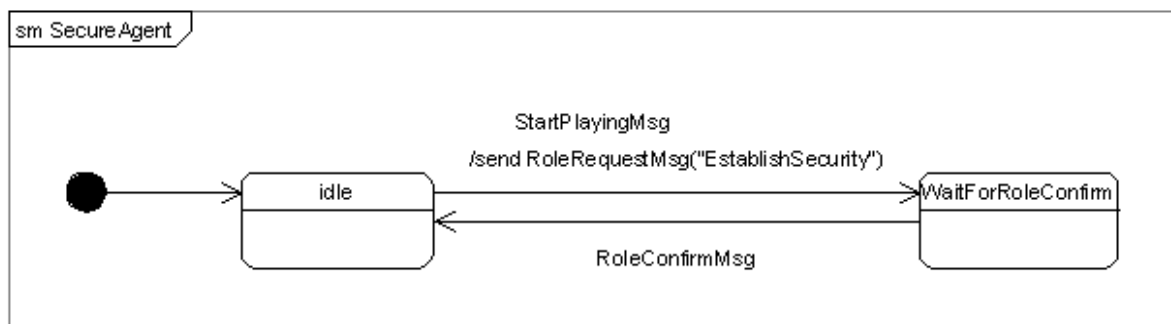 sm SecureAgent
StartPlayingMsg
/send RoleRequestMsg("EstablishSecurity")
idle
WaitForRoleConfirm
RoleConfirmMsg